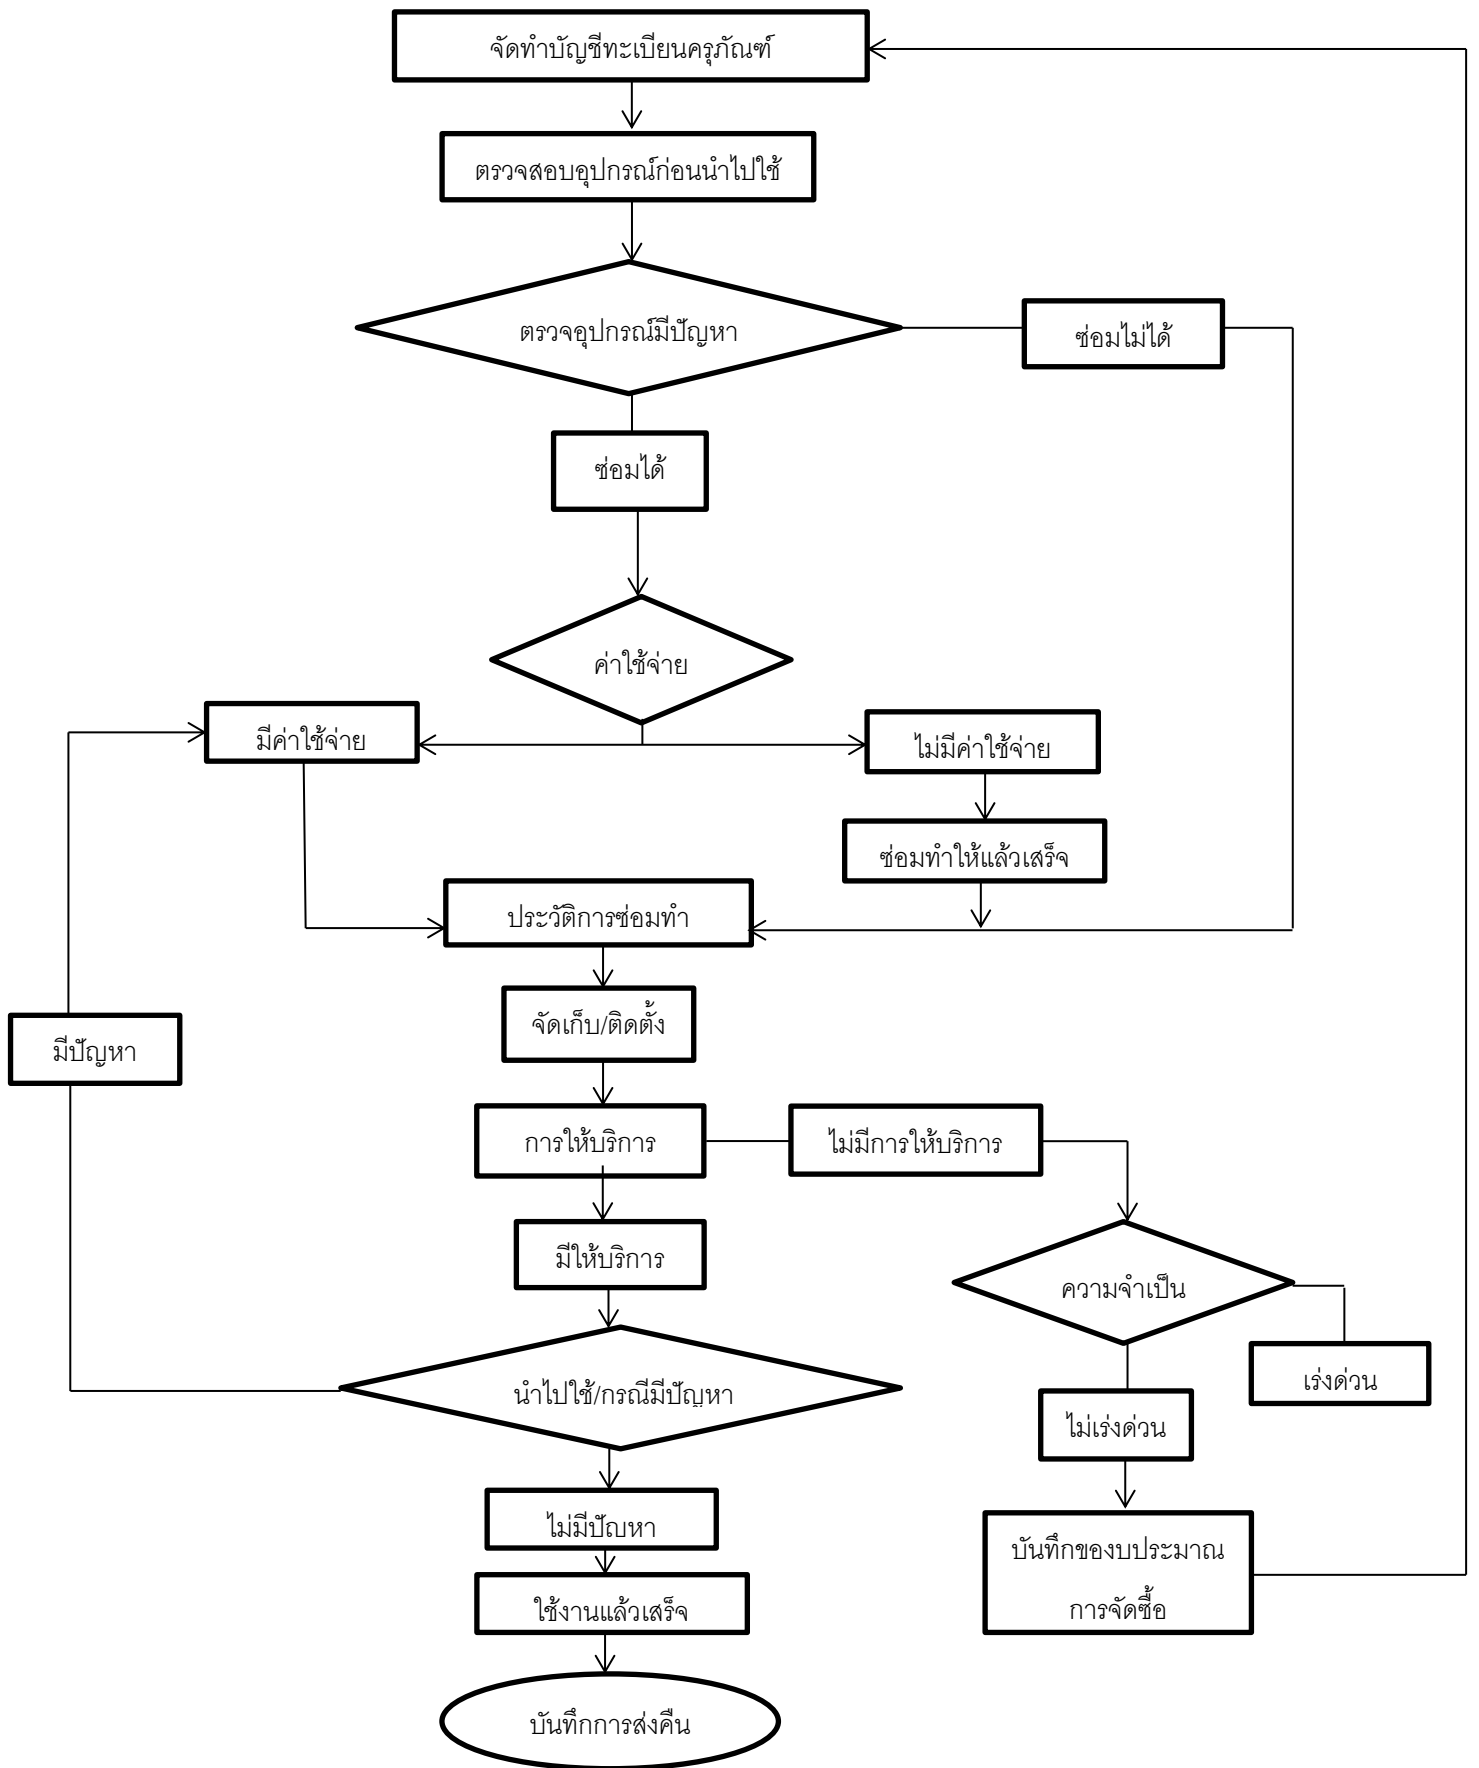 จัดทำบัญชีทะเบียนครุภัณฑ์
ตรวจสอบอุปกรณ์ก่อนนำไปใช้
ตรวจอุปกรณ์มีปัญหา
ซ่อมไม่ได้
ซ่อมได้
ค่าใช้จ่าย
มีค่าใช้จ่าย
ไม่มีค่าใช้จ่าย
ซ่อมทำให้แล้วเสร็จ
ประวัติการซ่อมทำ
จัดเก็บ/ติดตั้ง
มีปัญหา
การให้บริการ
ไม่มีการให้บริการ
มีให้บริการ
ความจำเป็น
เร่งด่วน
นำไปใช้/กรณีมีปัญหา
ไม่เร่งด่วน
ไม่มีปัญหา
บันทึกของบประมาณ
การจัดซื้อ
ใช้งานแล้วเสร็จ
บันทึกการส่งคืน